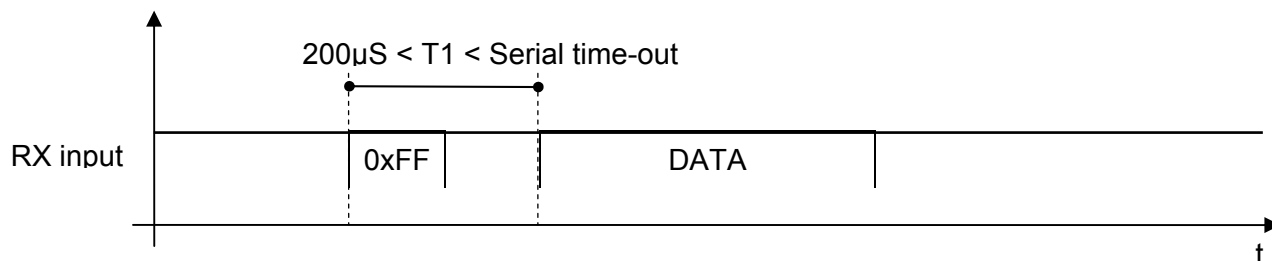 200µS < T1 < Serial time-out
RX input
0xFF
DATA
t